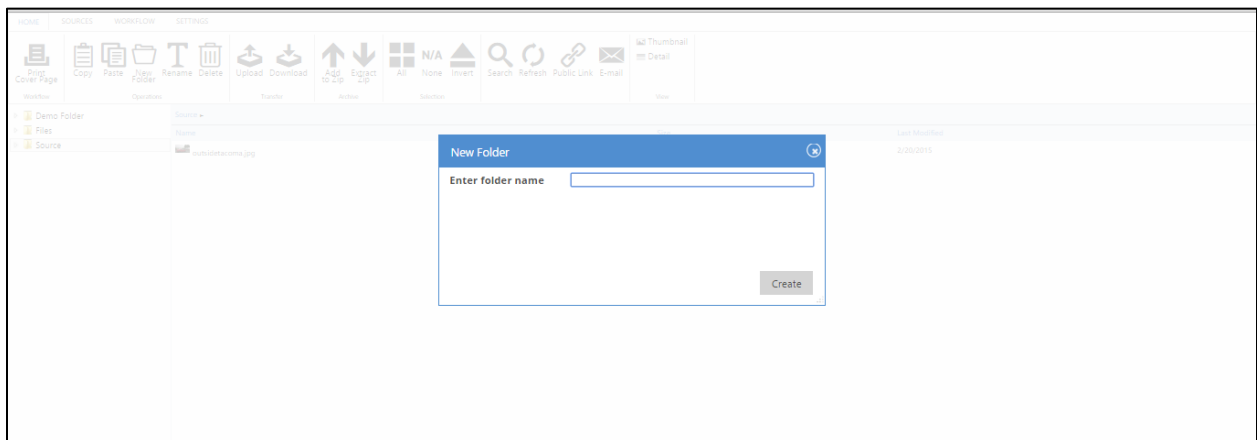 HOME SOURCES WORKFLOW SETTINGS
Print Cover Page
Copy Paste New Folder Rename Delete
Upload Download
Add to Zip Extract Zip
N/A
All None Invert
Search Refresh Public Link E-mail
Thumbnail
Detail
Workflow Operations Transfer Archive Selection View
Demo Folder
Files
Source
Source
Name Type Last Modified
2/20/2015
New Folder
Enter folder name
Create